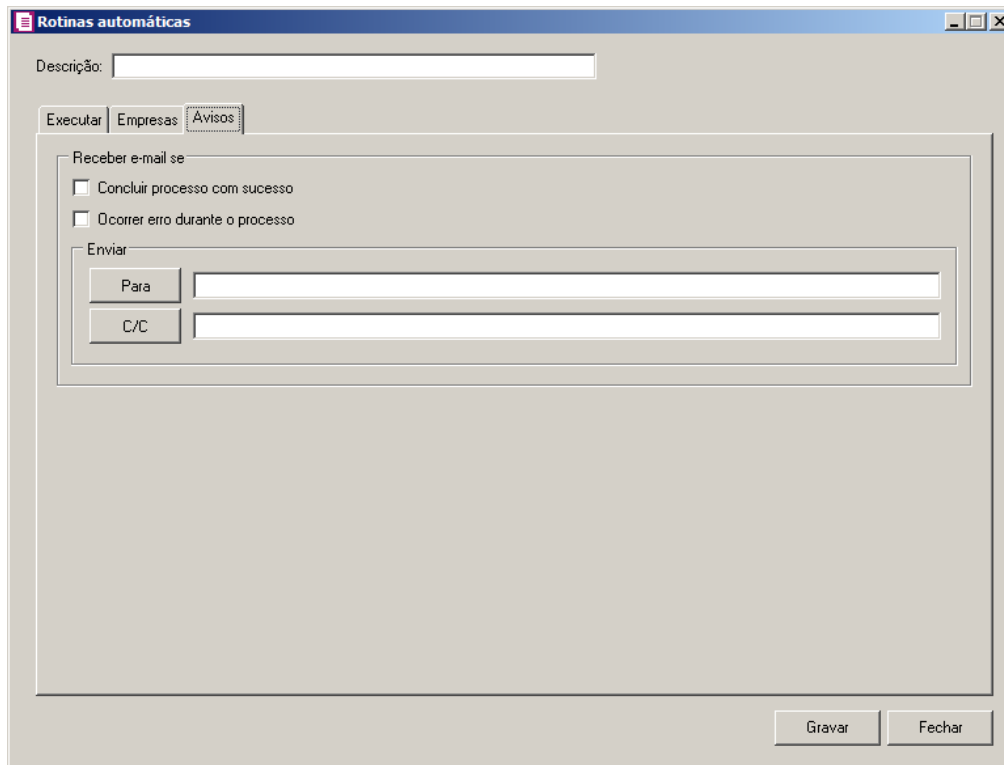 Rotinas automáticas
Descrição:
Executar Empresas Avisos
Receber e-mail se
Concluir processo com sucesso
Ocorrer erro durante o processo
Enviar
Para
C/C
Gravar Fechar